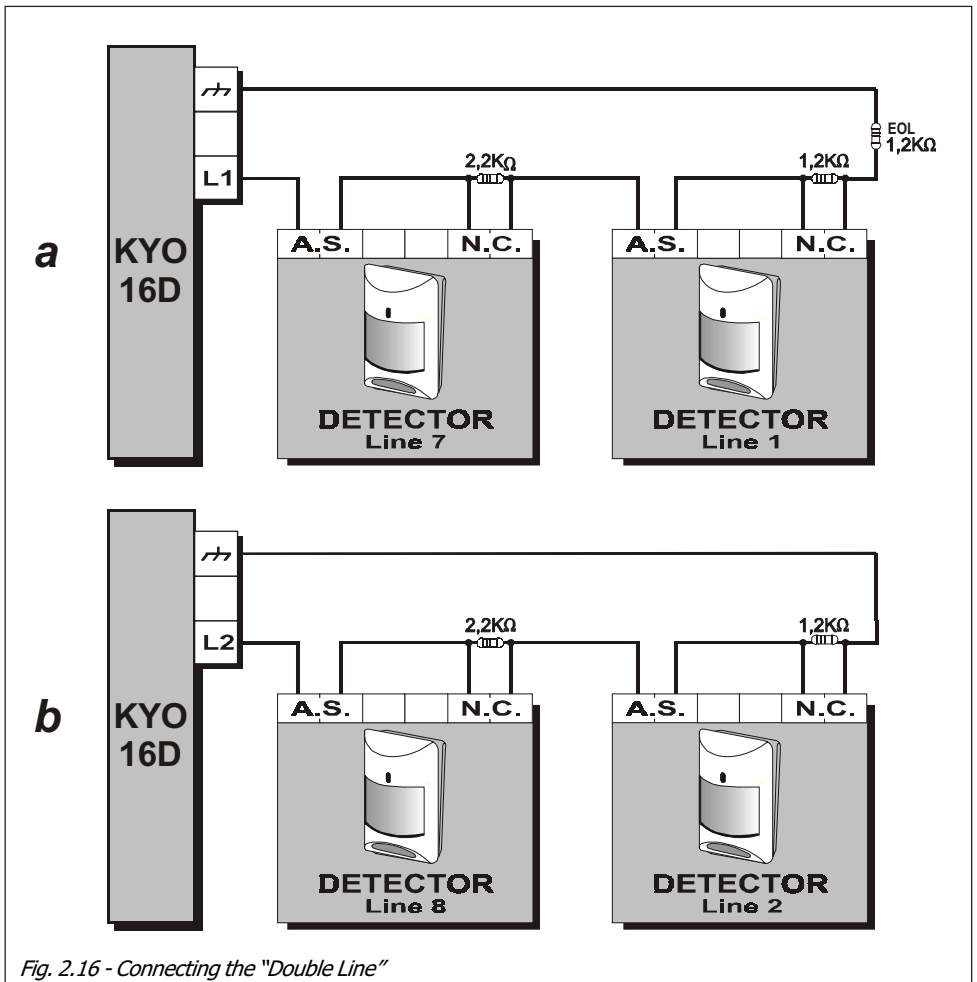 a
KYO
16D
L1
2,2KΩ
1,2KΩ
EOL
1,2KΩ
A.S.
N.C.
A.S.
N.C.
DETECTOR
Line 7
DETECTOR
Line 1
b
KYO
16D
L2
2,2KΩ
1,2KΩ
A.S.
N.C.
A.S.
N.C.
DETECTOR
Line 8
DETECTOR
Line 2
Fig. 2.16 - Connecting the “Double Line”